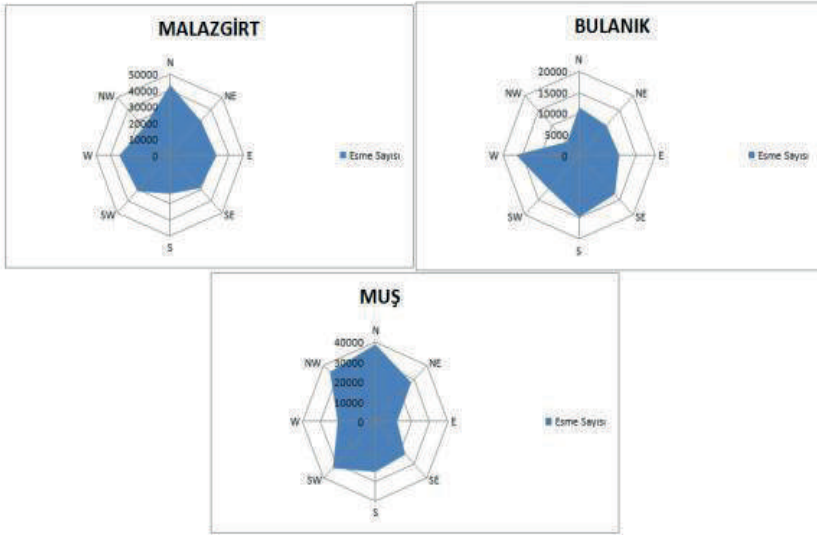 MALAZGİRT
N
50000
NW
40000
NE
30000
20000
10000
W
0
E
Esme Sayısı
SW
SE
S
BULANIK
N
20000
NW
15000
NE
10000
5000
W
0
E
Esme Sayısı
SW
SE
S
MUŞ
N
40000
NW
30000
NE
20000
10000
W
0
E
Esme Sayısı
SW
SE
S